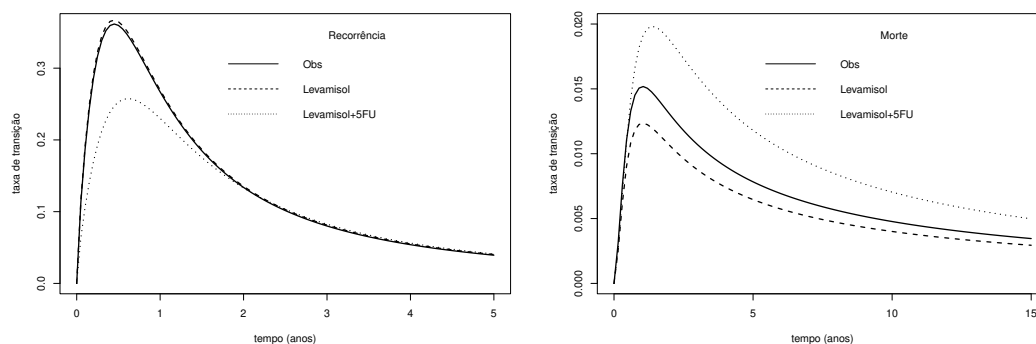 Recorrência
Obs
Levamisol
Levamisol+5FU
taxa de transição
0.0
0.1
0.2
0.3
0
1
2
3
4
5
tempo (anos)
Morte
Obs
Levamisol
Levamisol+5FU
taxa de transição
0.000
0.005
0.010
0.015
0.020
0
5
10
15
tempo (anos)